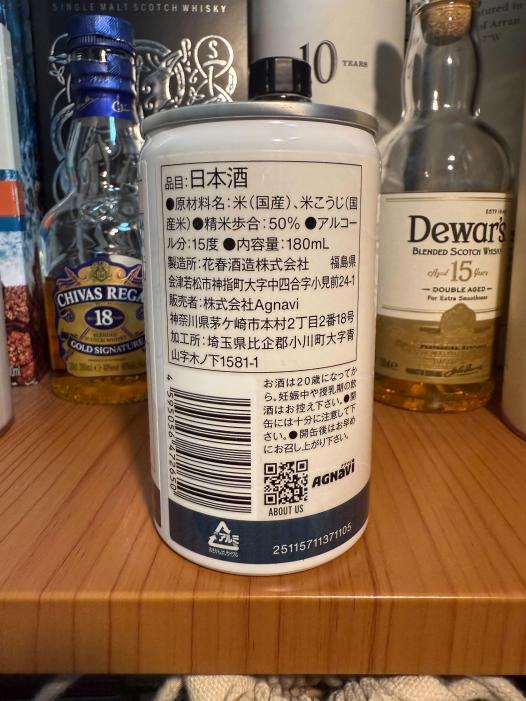 SINGLE MALT SCOTCH WHISKY
10 YEARS
CHIVAS REGA
18
GOLD SIGNATURE
Dewar's
BLENDED SCOTCH WHISK
Aged 15 Years
DOUBLE AGED
For Extra Smoothness
品目:日本酒
●原材料名:米(国産)、米こうじ(国
産米)●精米歩合:50% ●アルコー
ル分:15度 ●内容量:180mL
製造所:花春酒造株式会社 福島県
会津若松市神指町大字中四合字小見前24-1
販売者:株式会社Agnavi
神奈川県茅ケ崎市本村2丁目2番18号
加工所:埼玉県比企郡小川町大字青
山字木ノ下1581-1
お酒は20歳になってか
ら。妊娠中や授乳期の飲
酒はお控え下さい。●開
缶には十分に注意して下
さい。●開缶後はお早め
にお召し上がり下さい。
4 595056 472650
AGNAVI
ABOUT US
アルミ
25115711371105